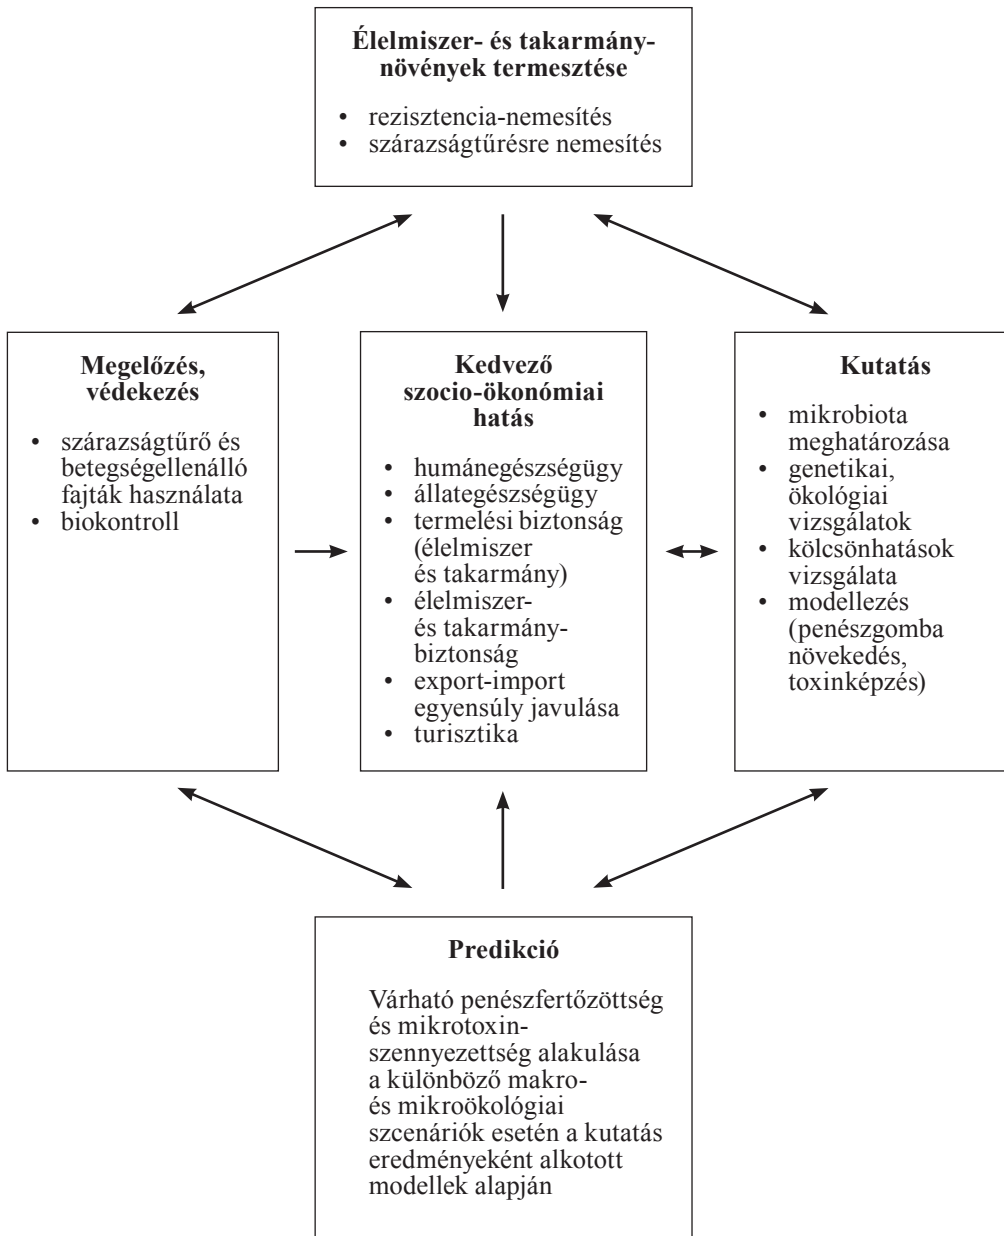 Élelmiszer- és takarmány-
növények termesztése
• rezisztencia-nemesítés
• szárazságtűrésre nemesítés
Megelőzés,
védekezés
• szárazságtűrő és
betegségellenálló
fajták használata
• biokontroll
Kedvező
szocio-ökonómiai
hatás
• humánegészségügy
• állategészségügy
• termelési biztonság
(élelmiszer
és takarmány)
• élelmiszer-
és takarmány-
biztonság
• export-import
egyensúly javulása
• turisztika
Kutatás
• mikrobiota
meghatározása
• genetikai,
ökológiai
vizsgálatok
• kölcsönhatások
vizsgálata
• modellezés
(penészgomba
növekedés,
toxinképzés)
Predikció
Várható penészfertőzöttség
és mikrotoxin-
szennyezettség alakulása
a különböző makro-
és mikroökológiai
szcenáriók esetén a kutatás
eredményeként alkotott
modellek alapján